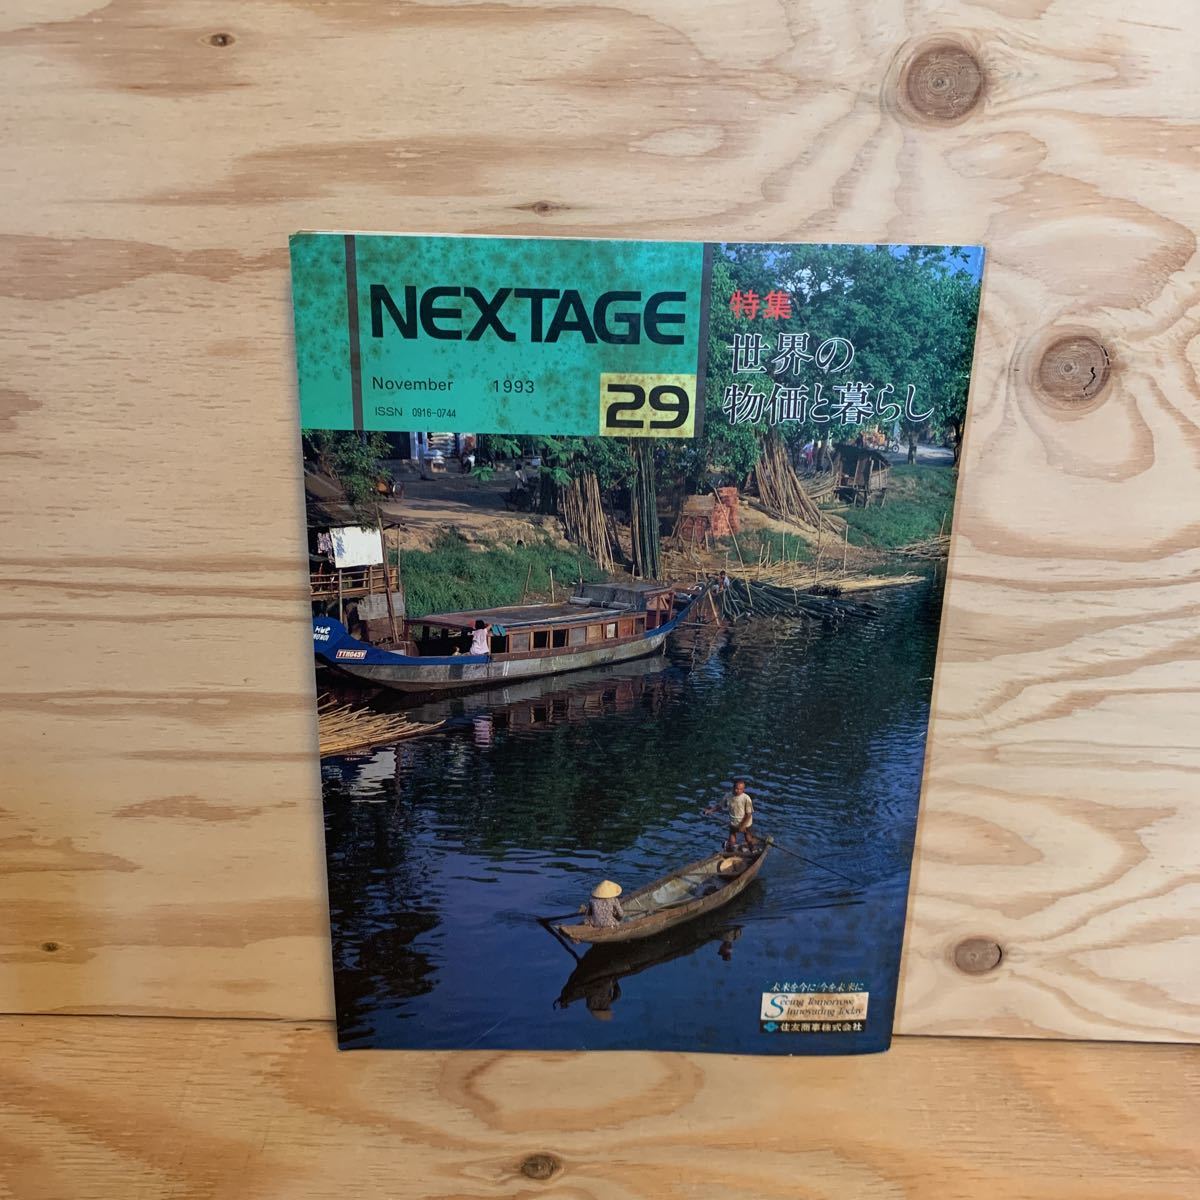 NEXTAGE
November 1993
ISSN 0916-0744
29
特集
世界の
物価と暮らし
TTH0431
未来を今に/今を未来に
Seeing Tomorrow,
Innovating Today
住友商事株式会社